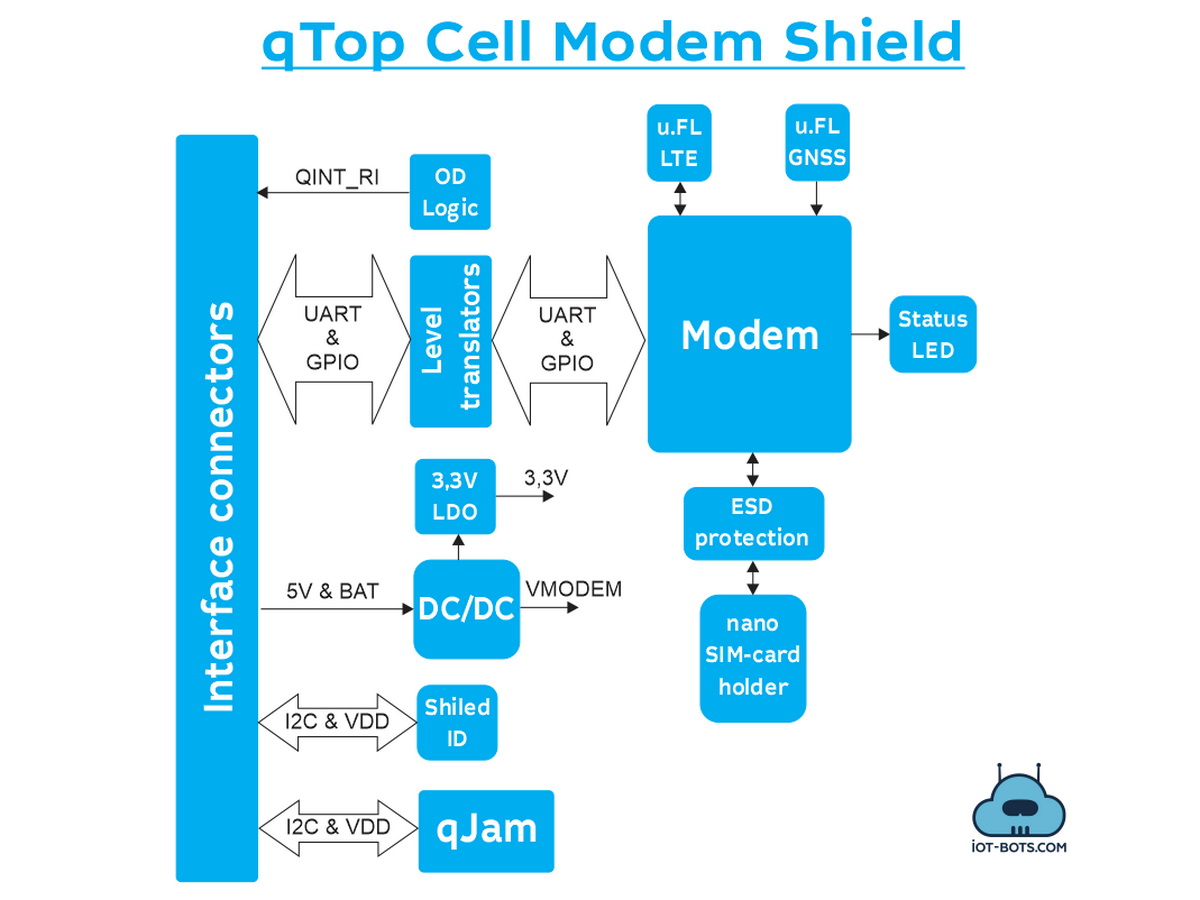 qTop Cell Modem Shield
u.FL
LTE
u.FL
GNSS
QINT_RI
OD
Logic
Interface connectors
UART
&
GPIO
Level
translators
UART
&
GPIO
Modem
Status
LED
3,3V
LDO
3,3V
ESD
protection
5V & BAT
DC/DC
VMODEM
nano
SIM-card
holder
I2C & VDD
Shiled
ID
I2C & VDD
qJam
iOT-BOTS.COM